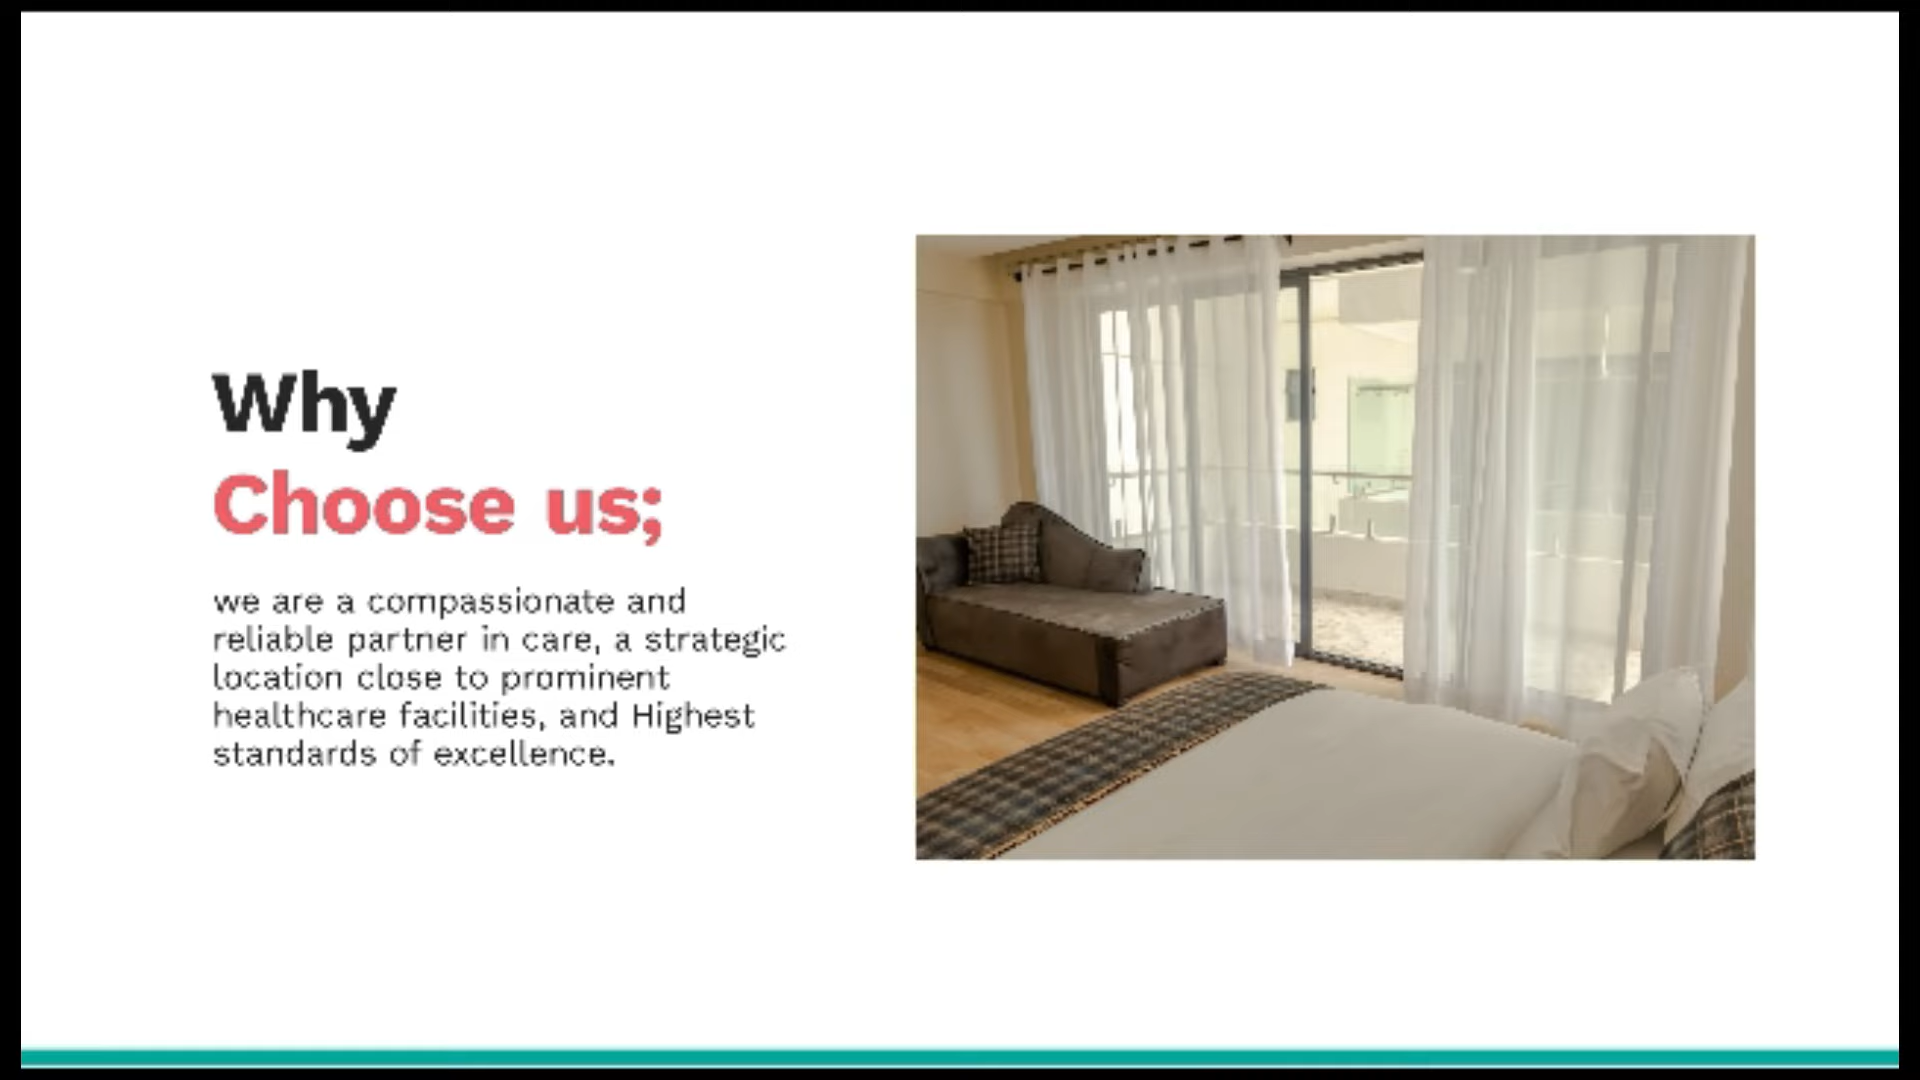 Why
Choose us;
we are a compassionate and
reliable partner in care, a strategic
location close to prominent
healthcare facilities, and Highest
standards of excellence.